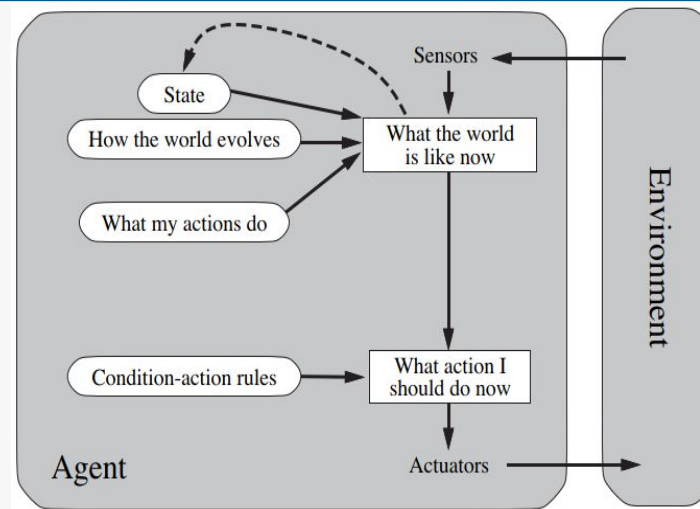 Sensors
State
How the world evolves
What the world
is like now
What my actions do
Condition-action rules
What action I
should do now
Agent
Actuators
Environment